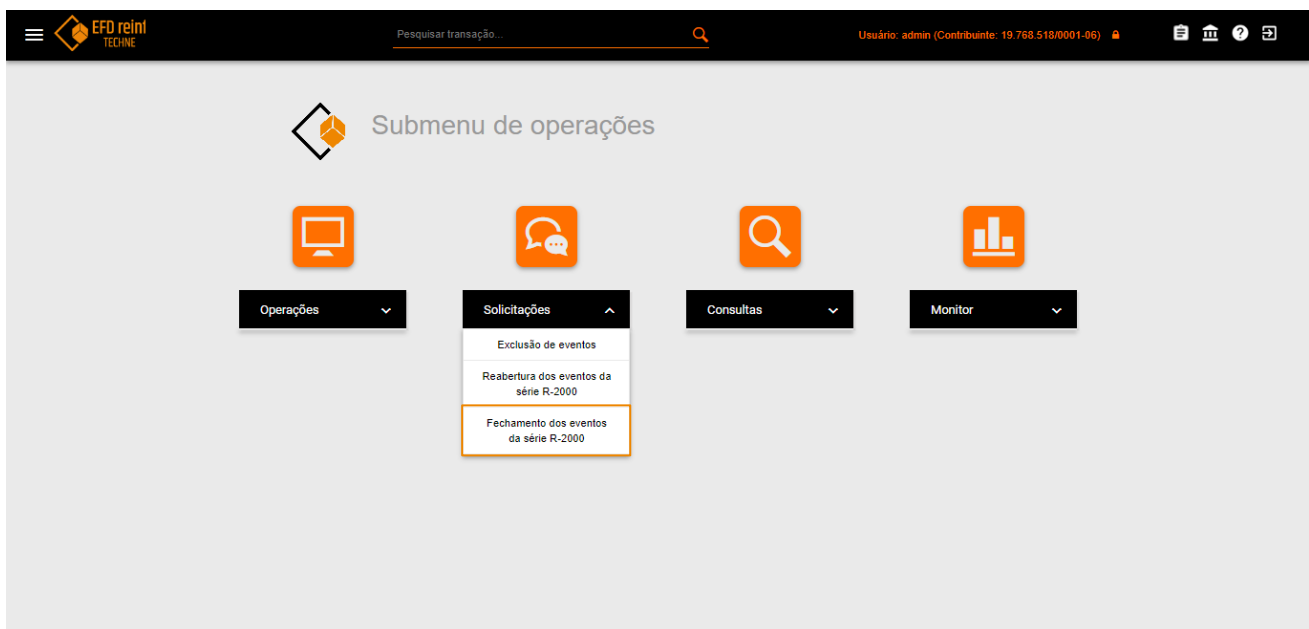 EFD reinf
TECHNE
Pesquisar transação...
Usuário: admin (Contribuinte: 19.768.518/0001-06)
Submenu de operações
Operações
Solicitações
Consultas
Monitor
Exclusão de eventos
Reabertura dos eventos da
série R-2000
Fechamento dos eventos
da série R-2000